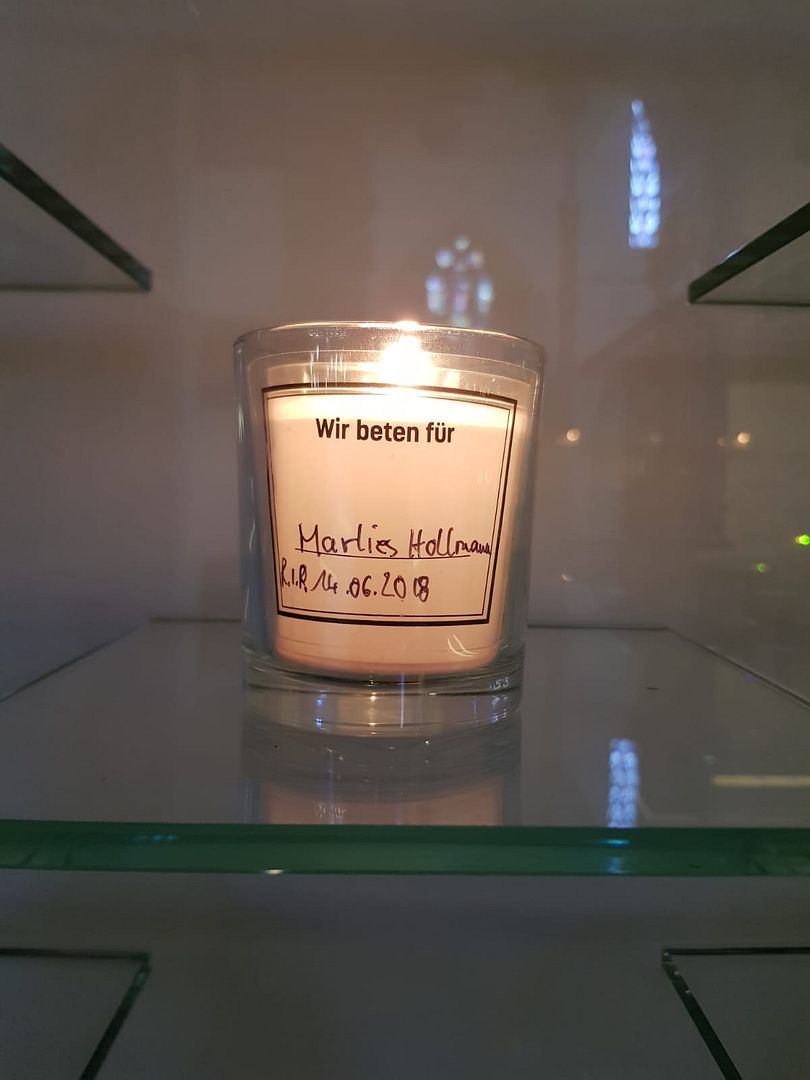 Wir beten für
Marlies Hollmann
R.I.P 14.06.2018